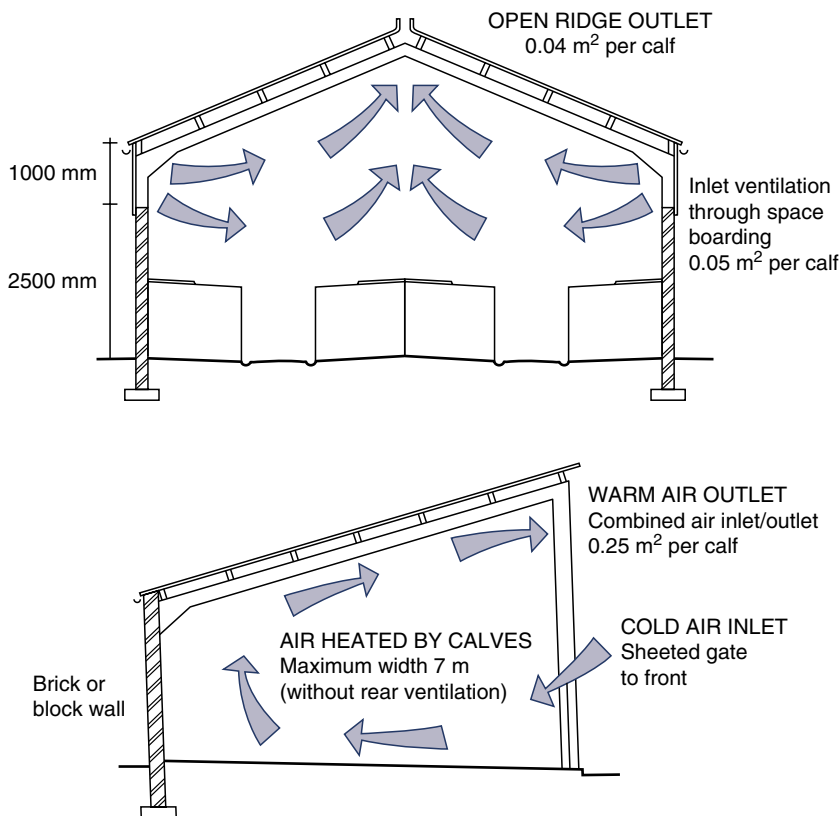 OPEN RIDGE OUTLET
0.04 m² per calf
1000 mm
2500 mm
Inlet ventilation
through space
boarding
0.05 m² per calf
WARM AIR OUTLET
Combined air inlet/outlet
0.25 m² per calf
AIR HEATED BY CALVES
Maximum width 7 m
(without rear ventilation)
COLD AIR INLET
Sheeted gate
to front
Brick or
block wall